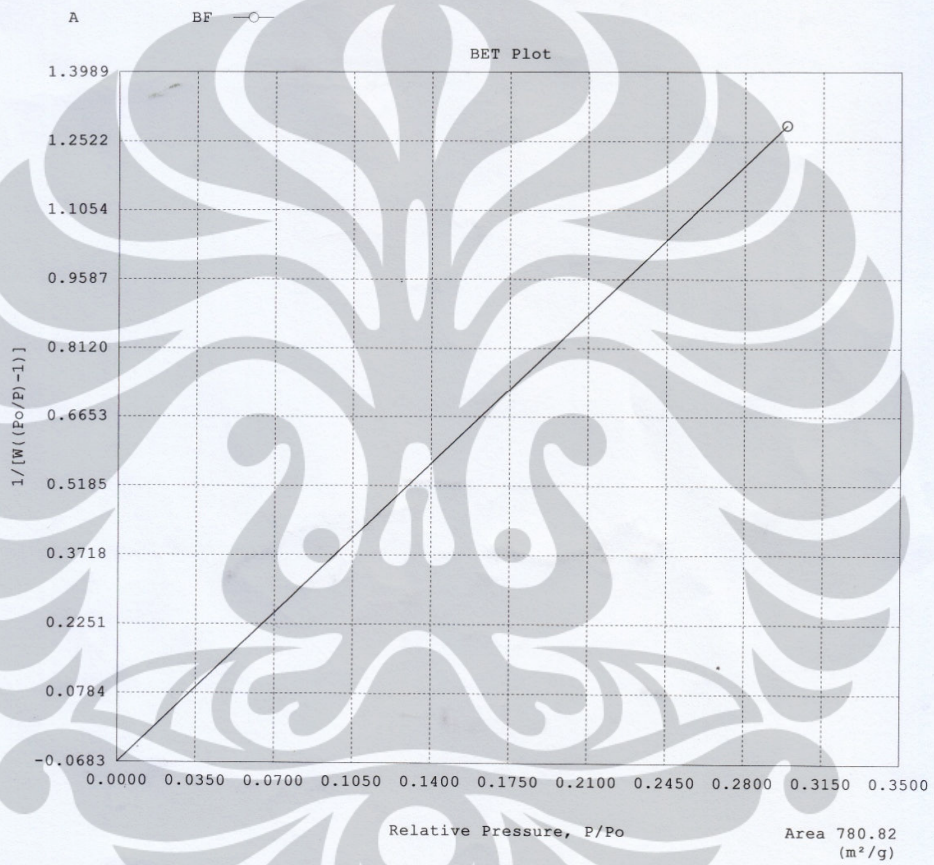 A BF
BET Plot
1.3989
1.2522
1.1054
0.9587
0.8120
0.6653
0.5185
0.3718
0.2251
0.0784
-0.0683
1/[W((Po/P)-1)]
0.0000 0.0350 0.0700 0.1050 0.1400 0.1750 0.2100 0.2450 0.2800 0.3150 0.3500
Relative Pressure, P/Po
Area 780.82
(m²/g)